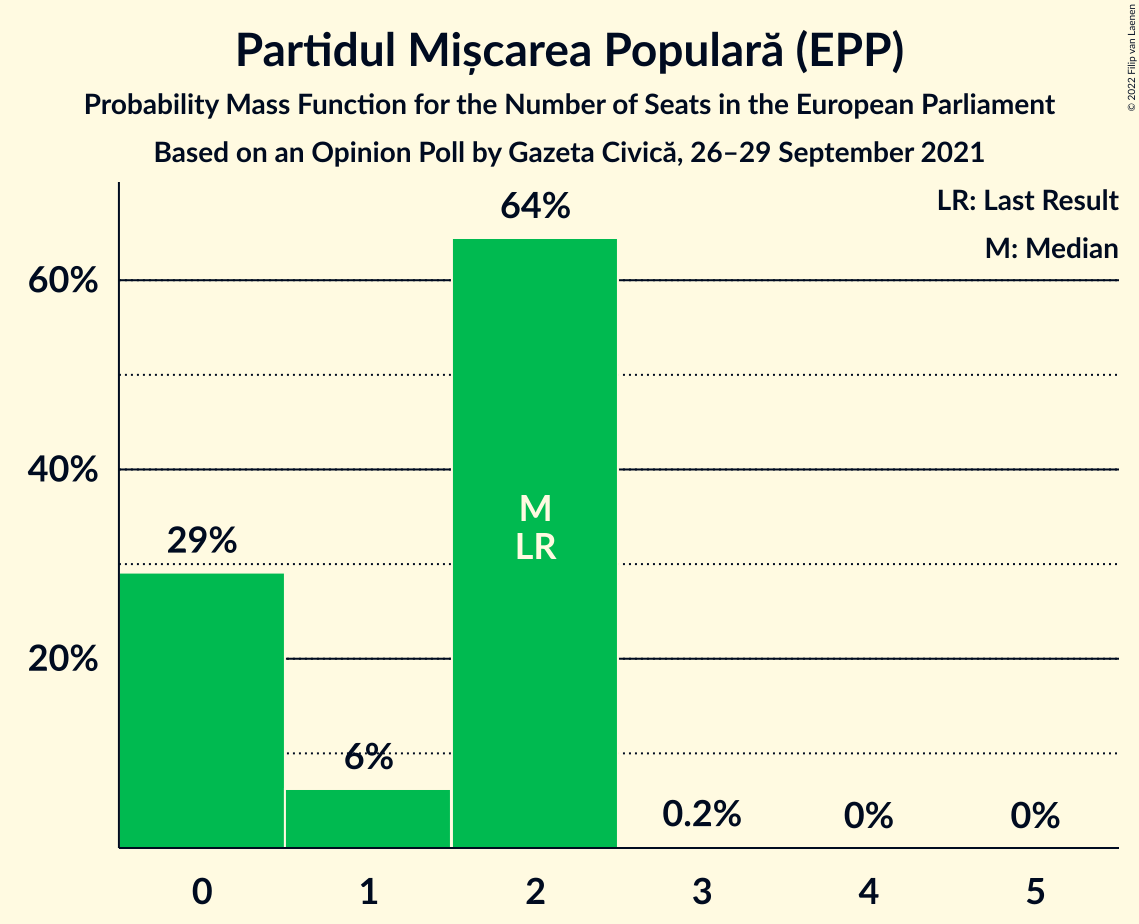 Partidul Mișcarea Populară (EPP)
Probability Mass Function for the Number of Seats in the European Parliament
Based on an Opinion Poll by Gazeta Civică, 26–29 September 2021
© 2022 Filip van Laenen
LR: Last Result
M: Median
64%
60%
40%
M
LR
29%
20%
6%
0.2%
0%
0%
0
1
2
3
4
5